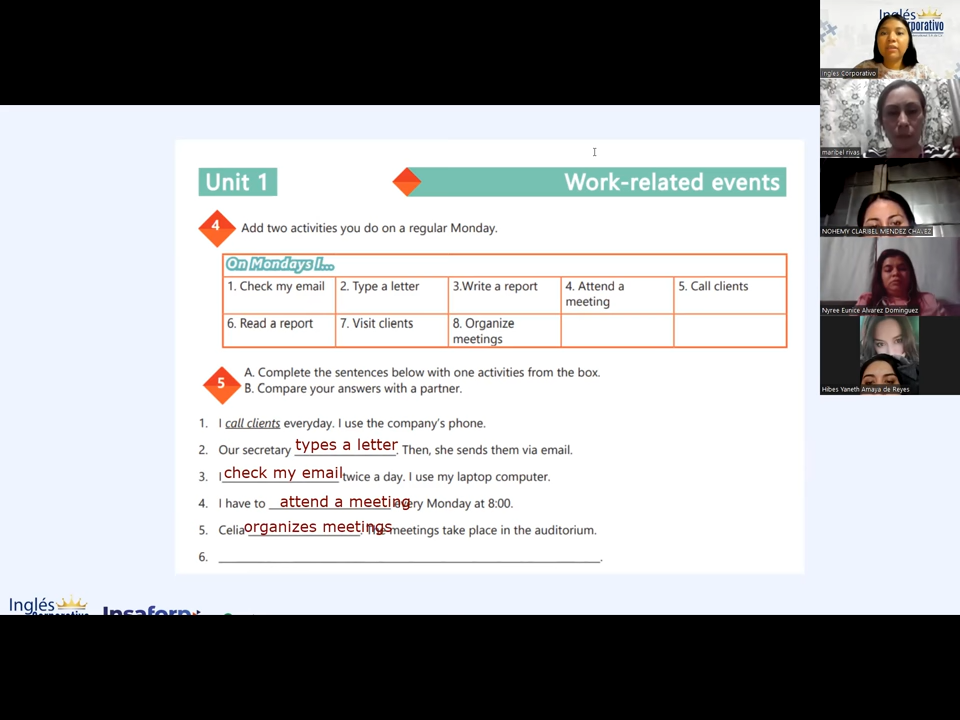 Unit 1
Work-related events
4 Add two activities you do on a regular Monday.
On Mondays I...
1. Check my email 2. Type a letter 3.Write a report 4. Attend a meeting 5. Call clients
6. Read a report 7. Visit clients 8. Organize meetings
5 A. Complete the sentences below with one activities from the box.
B. Compare your answers with a partner.
1. I call clients everyday. I use the company's phone.
2. Our secretary types a letter. Then, she sends them via email.
3. I check my email twice a day. I use my laptop computer.
4. I have to attend a meeting every Monday at 8:00.
5. Celia organizes meetings. The meetings take place in the auditorium.
6. ______________________.
Inglés Corporativo
Insaforp
Inglés
Corporativo
Ingles Corporativo
maribel rivas
NOHEMY CLARIBEL MENDEZ CHAVEZ
Nyree Eunice Alvarez Dominguez
Hibes Yaneth Amaya de Reyes